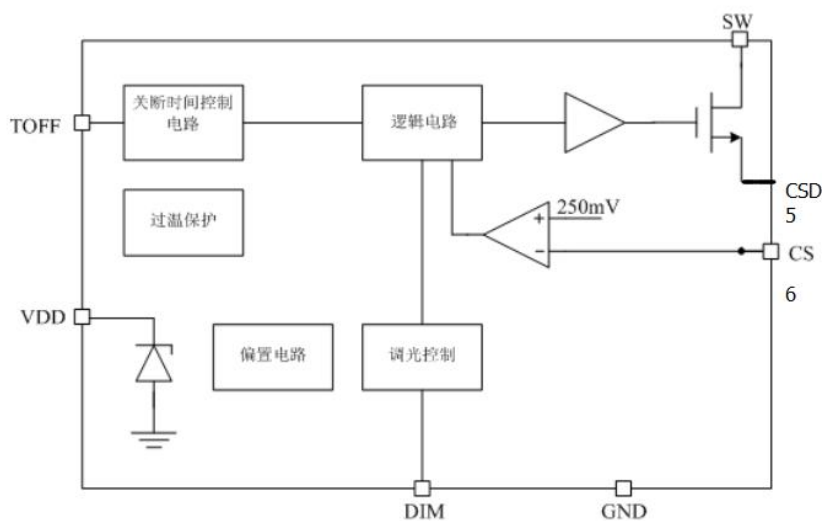 SW
关断时间控制
电路
逻辑电路
TOFF
CSD
5
过温保护
250mV
+
-
CS
6
VDD
偏置电路
调光控制
DIM
GND